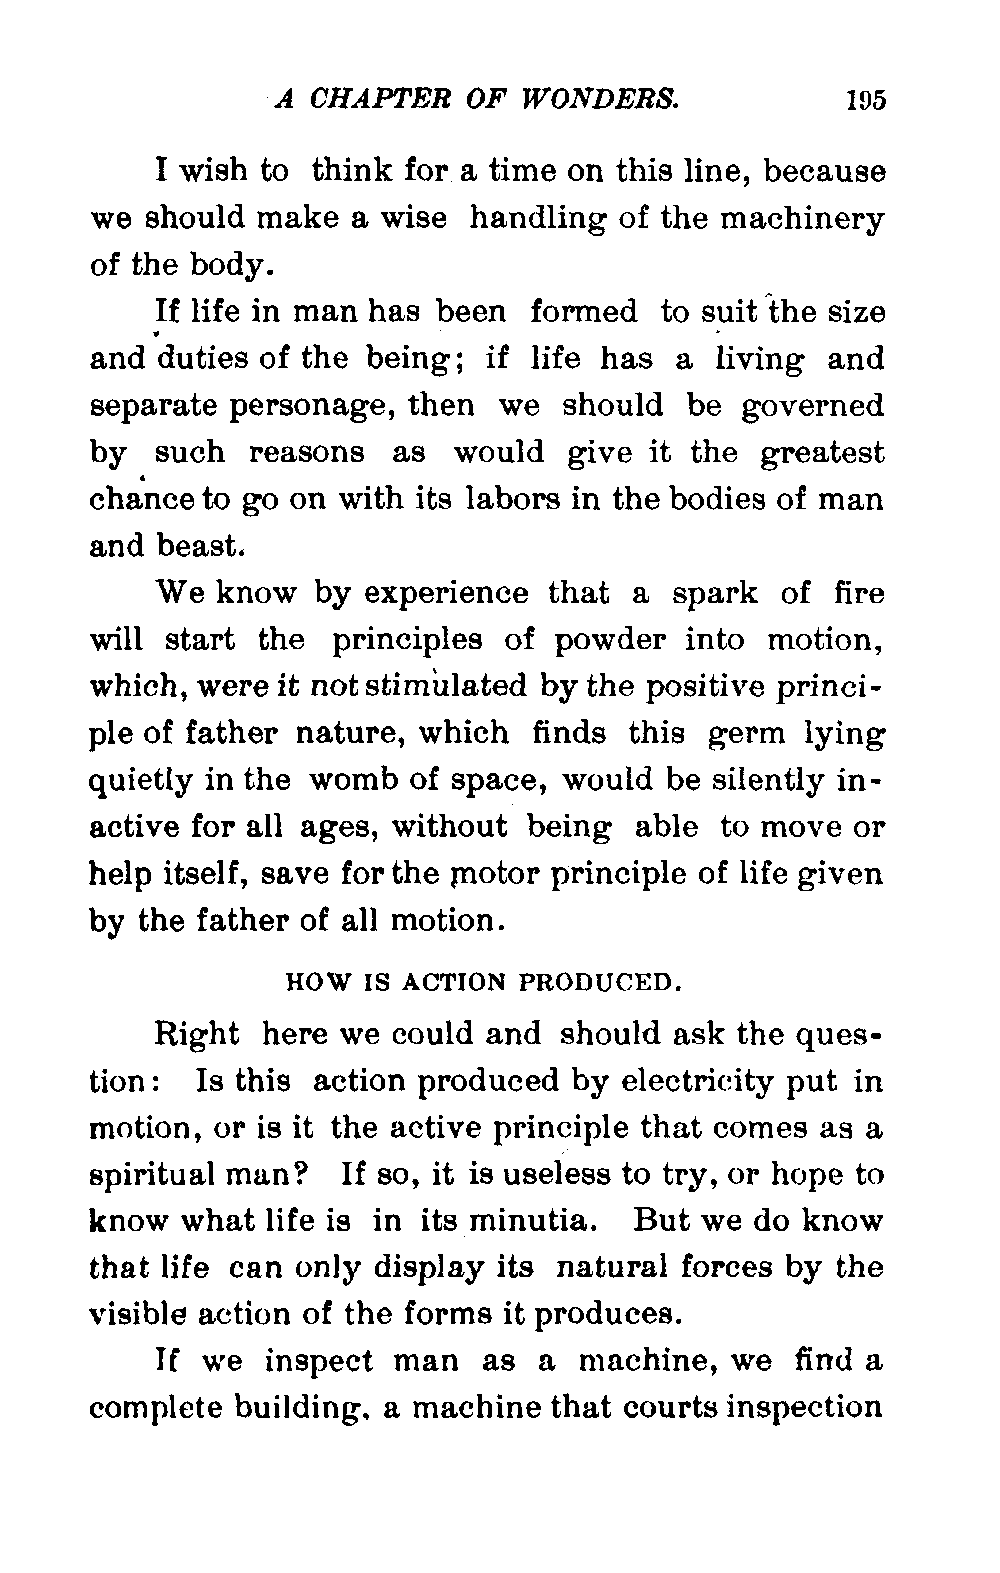 A CHAPTER OF WONDERS. 195
I wish to think for a time on this line, because
we should make a wise handling of the machinery
of the body.
If life in man has been formed to suit the size
and duties of the being; if life has a living and
separate personage, then we should be governed
by such reasons as would give it the greatest
chance to go on with its labors in the bodies of man
and beast.
We know by experience that a spark of fire
will start the principles of powder into motion,
which, were it not stimulated by the positive princi-
ple of father nature, which finds this germ lying
quietly in the womb of space, would be silently in-
active for all ages, without being able to move or
help itself, save for the motor principle of life given
by the father of all motion.
HOW IS ACTION PRODUCED.
Right here we could and should ask the ques-
tion: Is this action produced by electricity put in
motion, or is it the active principle that comes as a
spiritual man? If so, it is useless to try, or hope to
know what life is in its minutia. But we do know
that life can only display its natural forces by the
visible action of the forms it produces.
If we inspect man as a machine, we find a
complete building, a machine that courts inspection